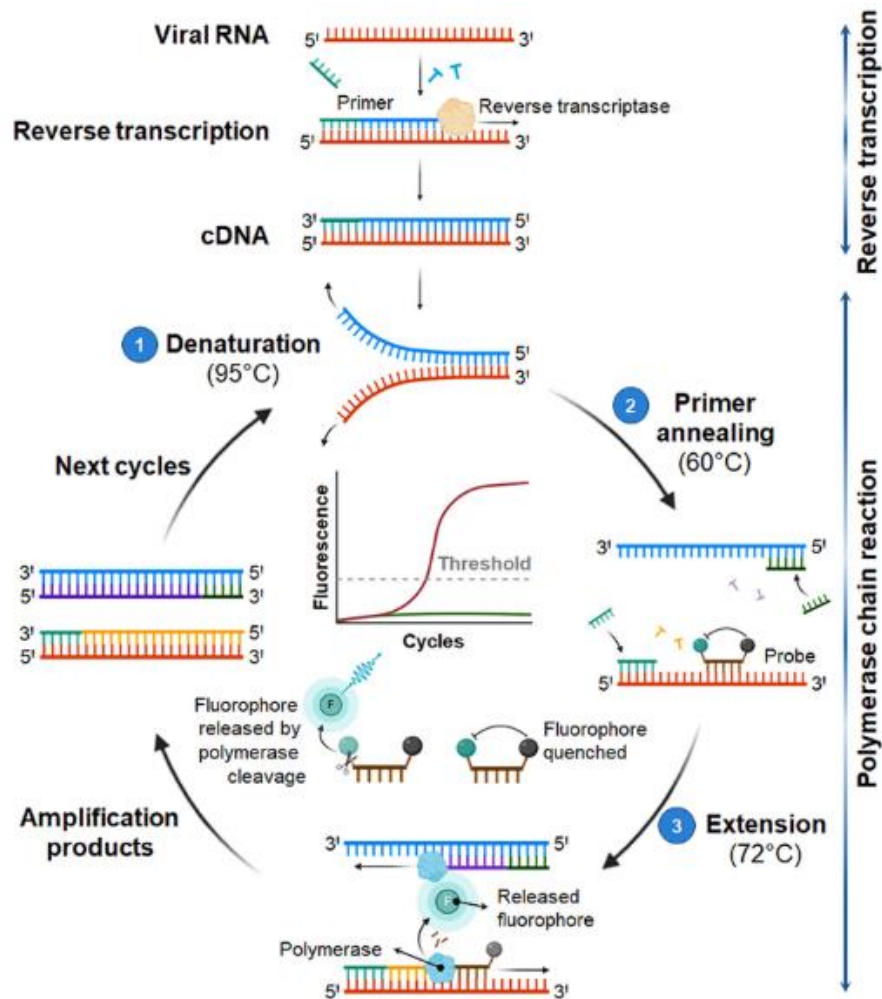 Viral RNA
5' 3'
Primer
Reverse transcriptase
Reverse transcription
5' 3'
3' 5'
cDNA
5' 3'
Reverse transcription
1 Denaturation
(95°C)
5'
3'
2 Primer
annealing
(60°C)
Next cycles
Fluorescence
Threshold
Cycles
3' 5'
5' 3'
3' 5'
5' 3'
3' 5'
Probe
5' 3'
Polymerase chain reaction
F
Fluorophore
released by
polymerase
cleavage
Fluorophore
quenched
Amplification
products
3 Extension
(72°C)
3' 5'
F
Released
fluorophore
Polymerase
5' 3'